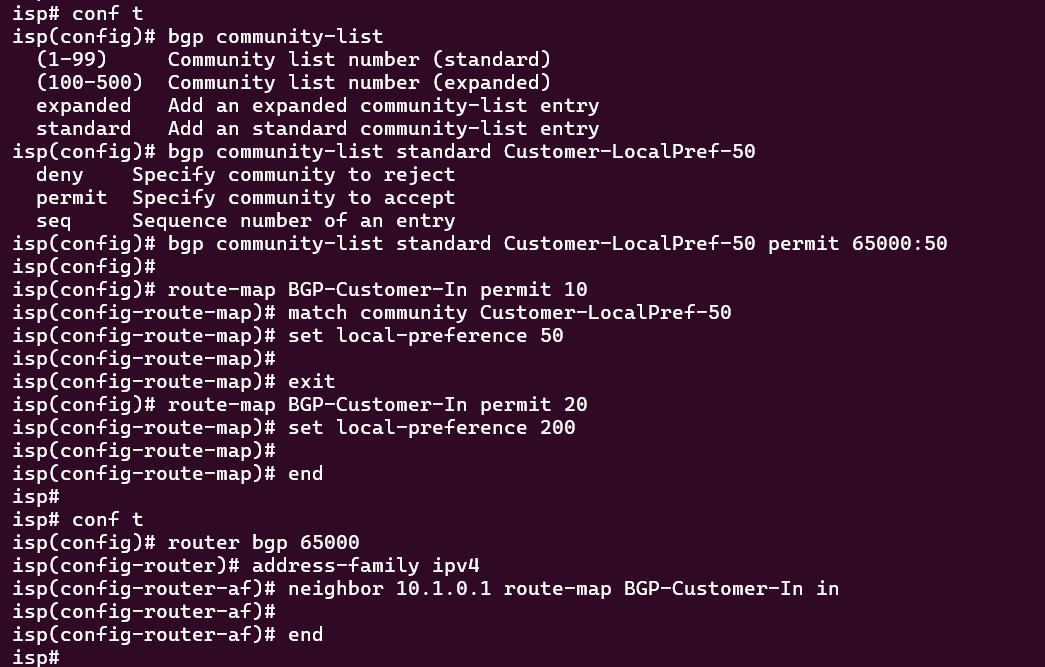 isp# conf t
isp(config)# bgp community-list
  (1-99)     Community list number (standard)
  (100-500)  Community list number (expanded)
  expanded   Add an expanded community-list entry
  standard   Add an standard community-list entry
isp(config)# bgp community-list standard Customer-LocalPref-50
  deny    Specify community to reject
  permit  Specify community to accept
  seq     Sequence number of an entry
isp(config)# bgp community-list standard Customer-LocalPref-50 permit 65000:50
isp(config)#
isp(config)# route-map BGP-Customer-In permit 10
isp(config-route-map)# match community Customer-LocalPref-50
isp(config-route-map)# set local-preference 50
isp(config-route-map)#
isp(config-route-map)# exit
isp(config)# route-map BGP-Customer-In permit 20
isp(config-route-map)# set local-preference 200
isp(config-route-map)#
isp(config-route-map)# end
isp#
isp# conf t
isp(config)# router bgp 65000
isp(config-router)# address-family ipv4
isp(config-router-af)# neighbor 10.1.0.1 route-map BGP-Customer-In in
isp(config-router-af)#
isp(config-router-af)# end
isp#